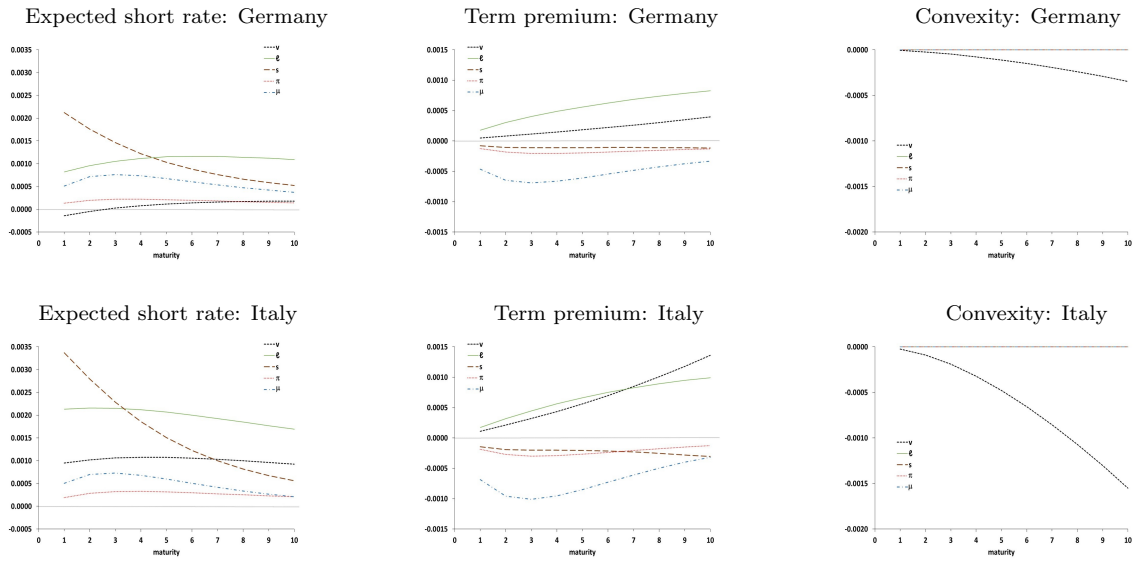 Expected short rate: Germany
0.0035
0.0030
0.0025
0.0020
0.0015
0.0010
0.0005
0.0000
-0.0005
0 1 2 3 4 5 6 7 8 9 10
maturity
v
ℓ
s
π
μ
Term premium: Germany
0.0015
0.0010
0.0005
0.0000
-0.0005
-0.0010
-0.0015
0 1 2 3 4 5 6 7 8 9 10
maturity
v
ℓ
s
π
μ
Convexity: Germany
0.0000
-0.0005
-0.0010
-0.0015
-0.0020
0 1 2 3 4 5 6 7 8 9 10
maturity
v
ℓ
s
π
μ
Expected short rate: Italy
0.0035
0.0030
0.0025
0.0020
0.0015
0.0010
0.0005
0.0000
-0.0005
0 1 2 3 4 5 6 7 8 9 10
maturity
v
ℓ
s
π
μ
Term premium: Italy
0.0015
0.0010
0.0005
0.0000
-0.0005
-0.0010
-0.0015
0 1 2 3 4 5 6 7 8 9 10
maturity
v
ℓ
s
π
μ
Convexity: Italy
0.0000
-0.0005
-0.0010
-0.0015
-0.0020
0 1 2 3 4 5 6 7 8 9 10
maturity
v
ℓ
s
π
μ